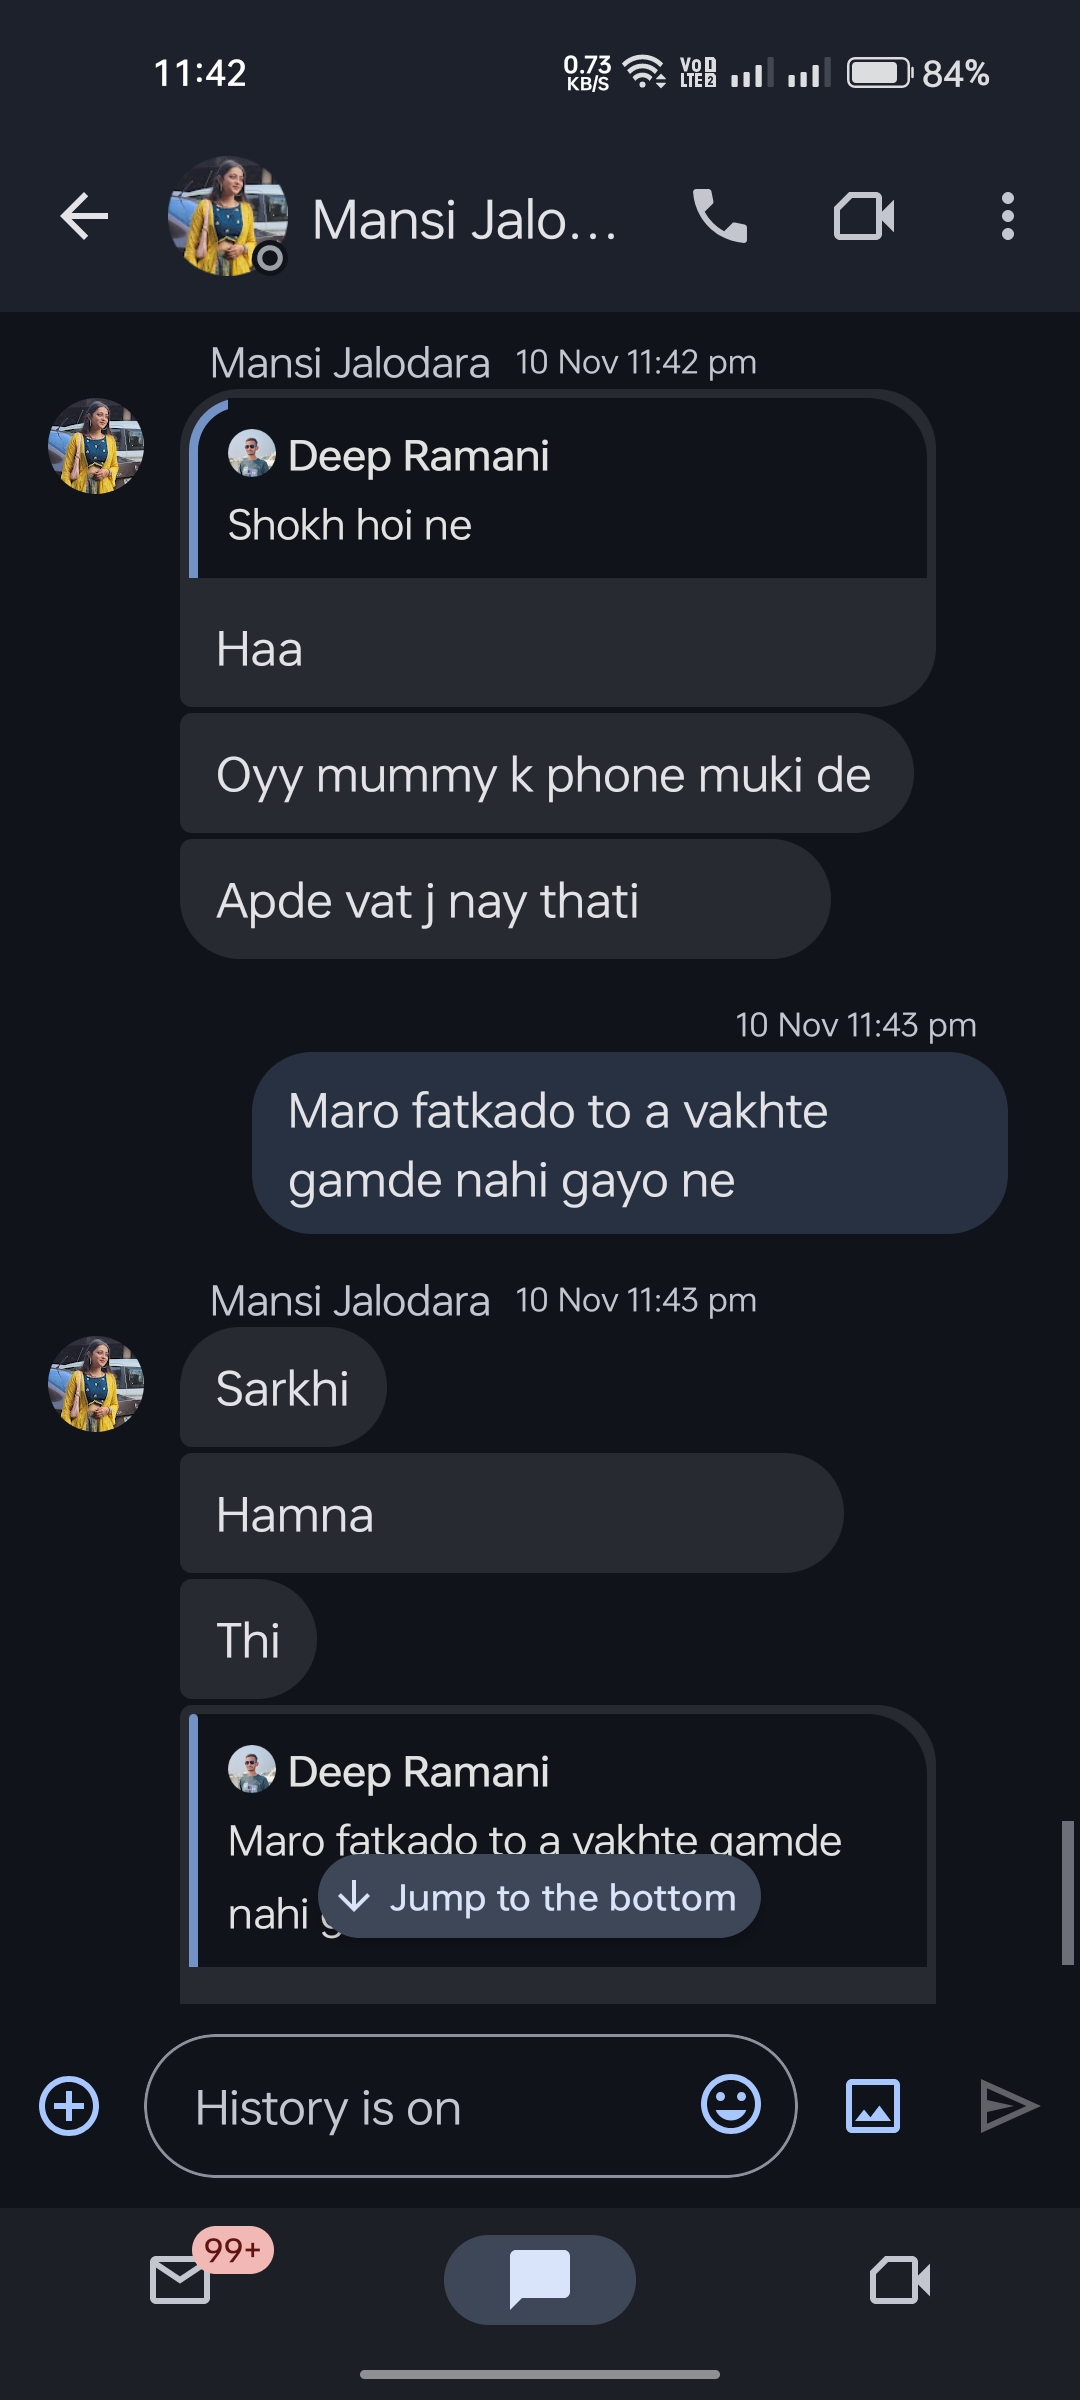 11:42
0.73
KB/S
Vo
LTE 2
84%
Mansi Jalo...
Mansi Jalodara 10 Nov 11:42 pm
Deep Ramani
Shokh hoi ne
Haa
Oyy mummy k phone muki de
Apde vat j nay thati
10 Nov 11:43 pm
Maro fatkado to a vakhte
gamde nahi gayo ne
Mansi Jalodara 10 Nov 11:43 pm
Sarkhi
Hamna
Thi
Deep Ramani
Maro fatkado to a vakhte gamde
nahi
Jump to the bottom
History is on
99+